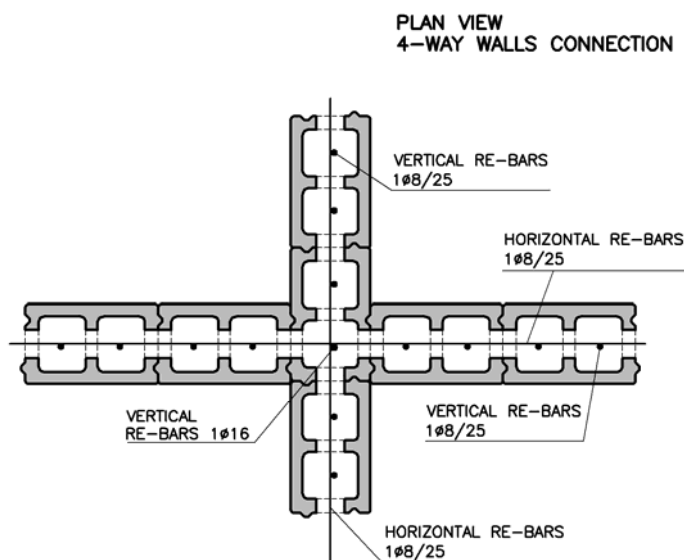 PLAN VIEW
4-WAY WALLS CONNECTION
VERTICAL RE-BARS
1ø8/25
HORIZONTAL RE-BARS
1ø8/25
VERTICAL
RE-BARS 1ø16
VERTICAL RE-BARS
1ø8/25
HORIZONTAL RE-BARS
1ø8/25